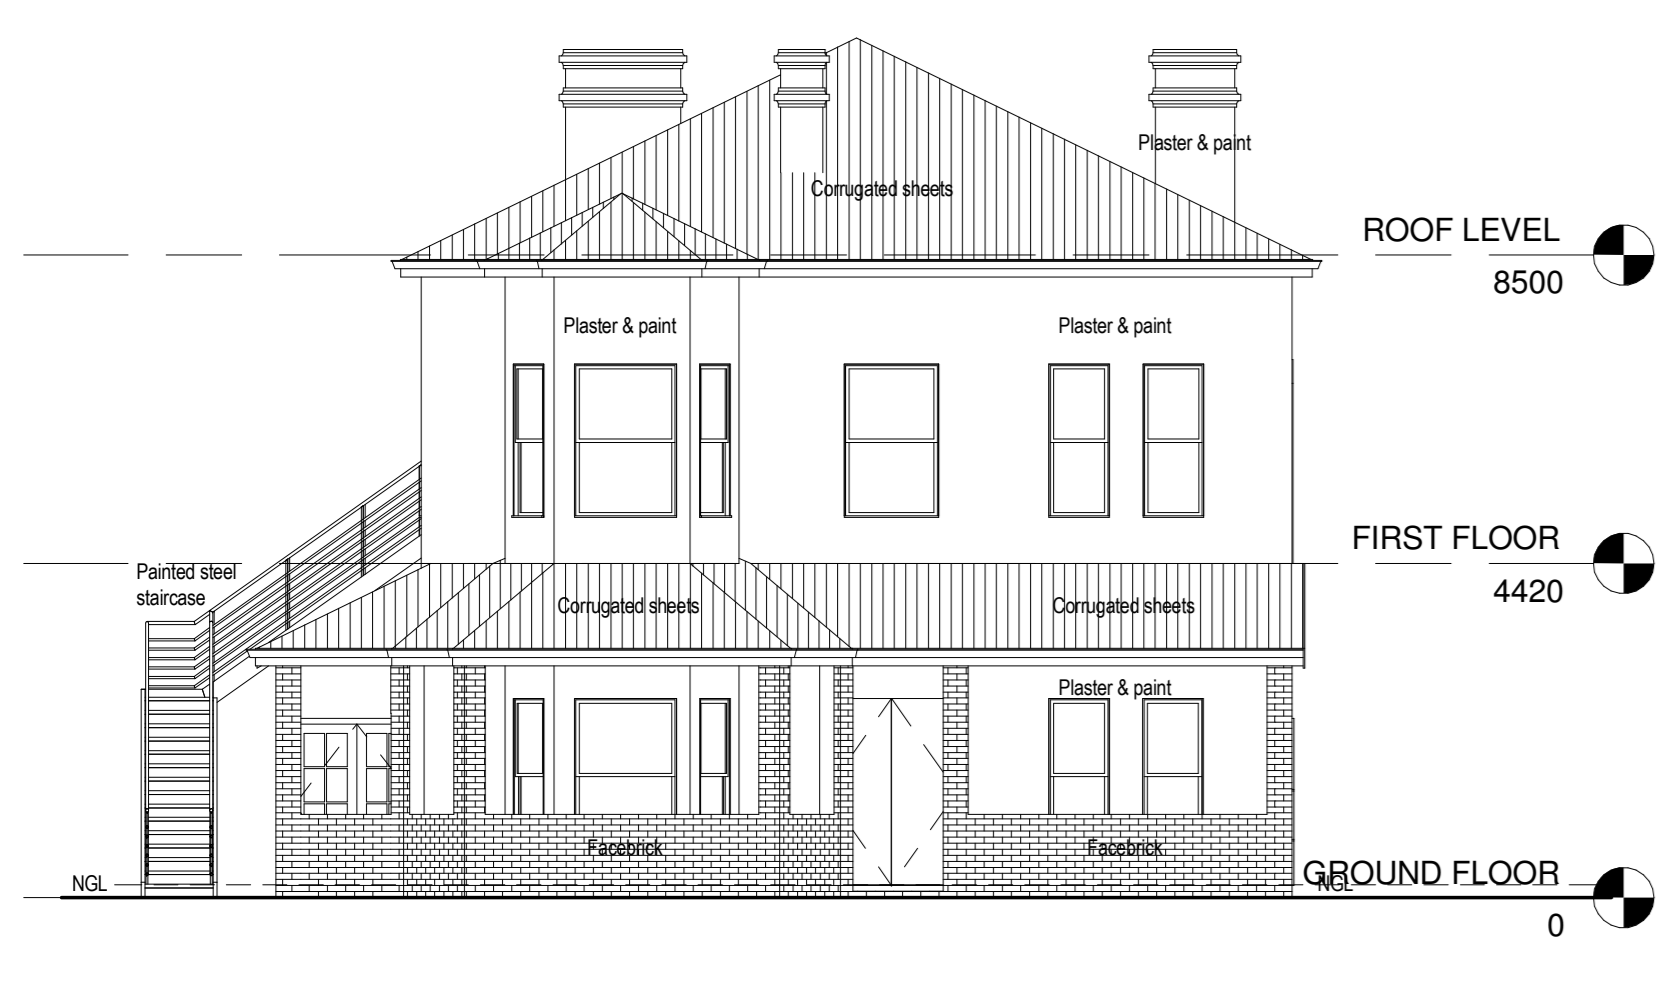 Plaster & paint
Corrugated sheets
ROOF LEVEL
8500
Plaster & paint
Plaster & paint
FIRST FLOOR
4420
Painted steel
staircase
Corrugated sheets
Corrugated sheets
Plaster & paint
Facebrick
Facebrick
NGL
GROUND FLOOR
NGL
0